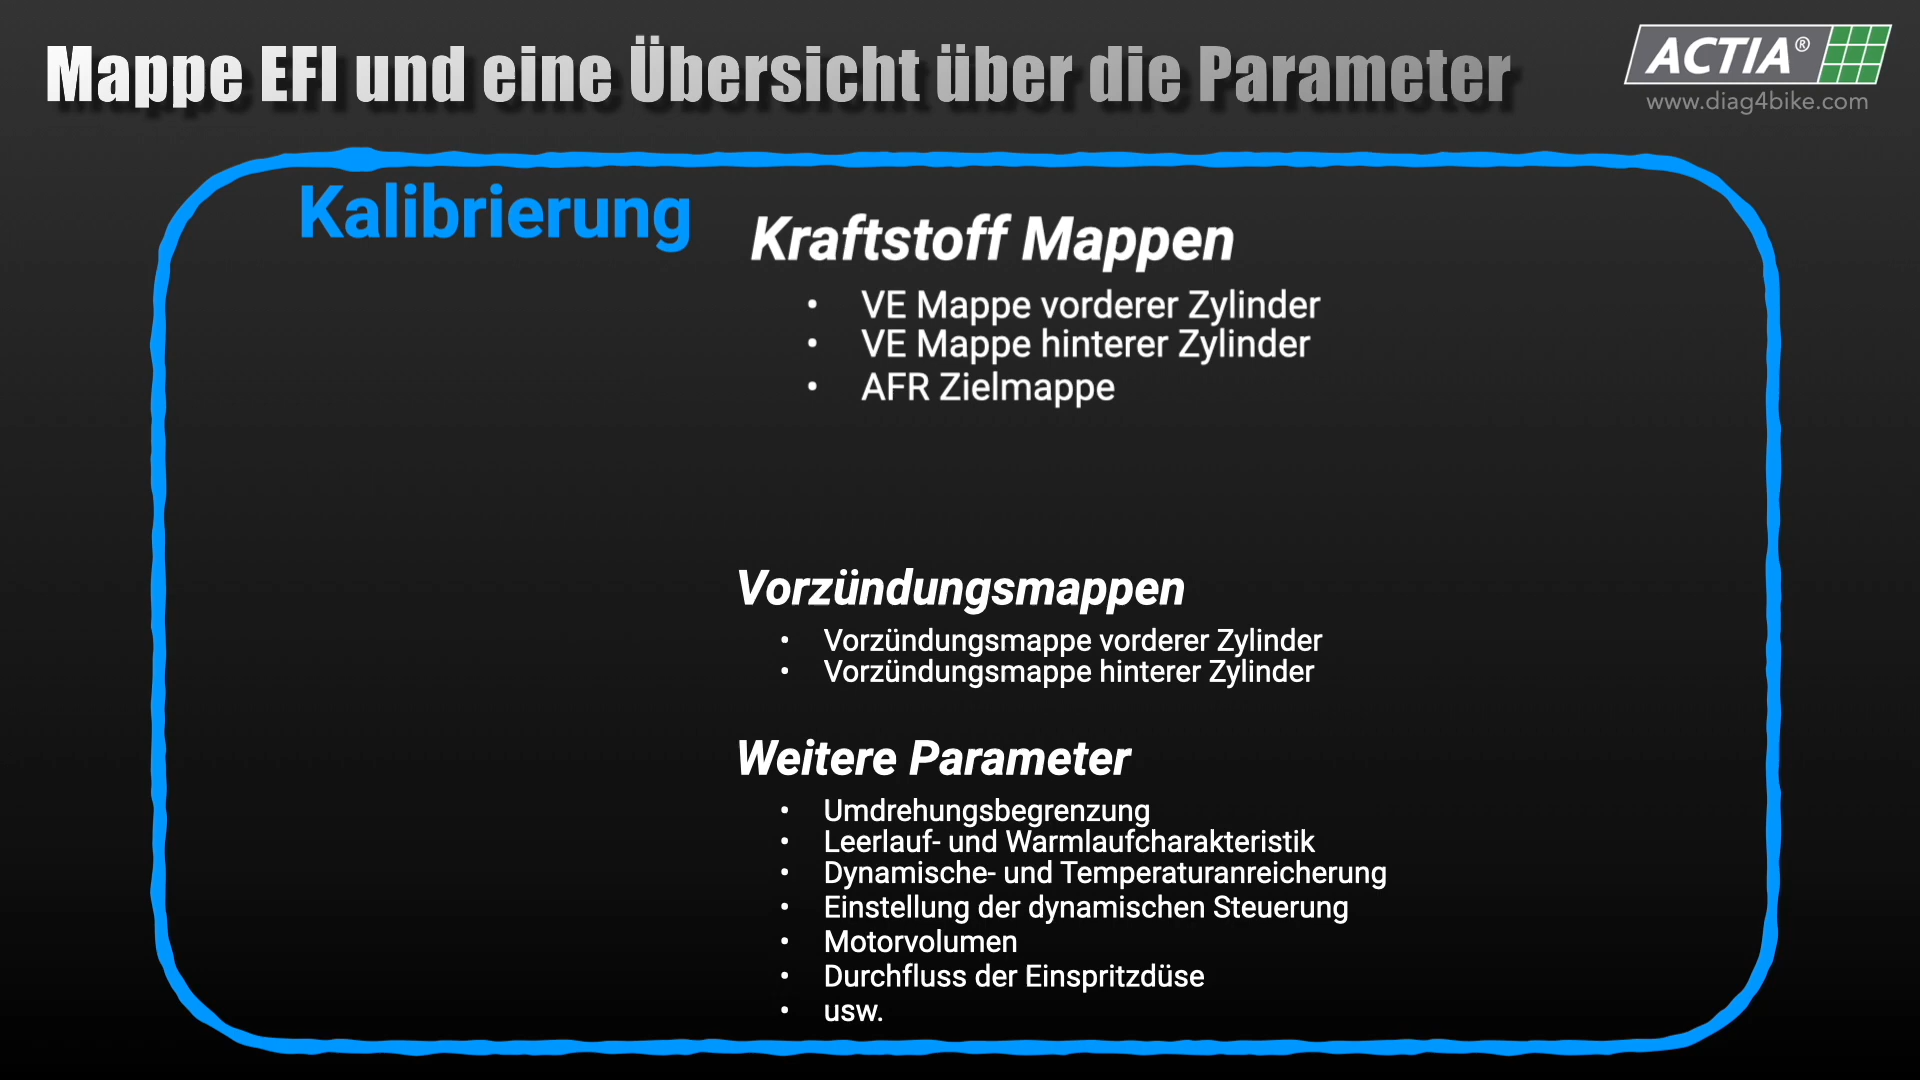 Mappe EFI und eine Übersicht über die Parameter
ACTIA®
www.diag4bike.com
Kalibrierung
Kraftstoff Mappen
• VE Mappe vorderer Zylinder
• VE Mappe hinterer Zylinder
• AFR Zielmappe
Vorzündungsmappen
• Vorzündungsmappe vorderer Zylinder
• Vorzündungsmappe hinterer Zylinder
Weitere Parameter
• Umdrehungsbegrenzung
• Leerlauf- und Warmlaufcharakteristik
• Dynamische- und Temperaturanreicherung
• Einstellung der dynamischen Steuerung
• Motorvolumen
• Durchfluss der Einspritzdüse
• usw.